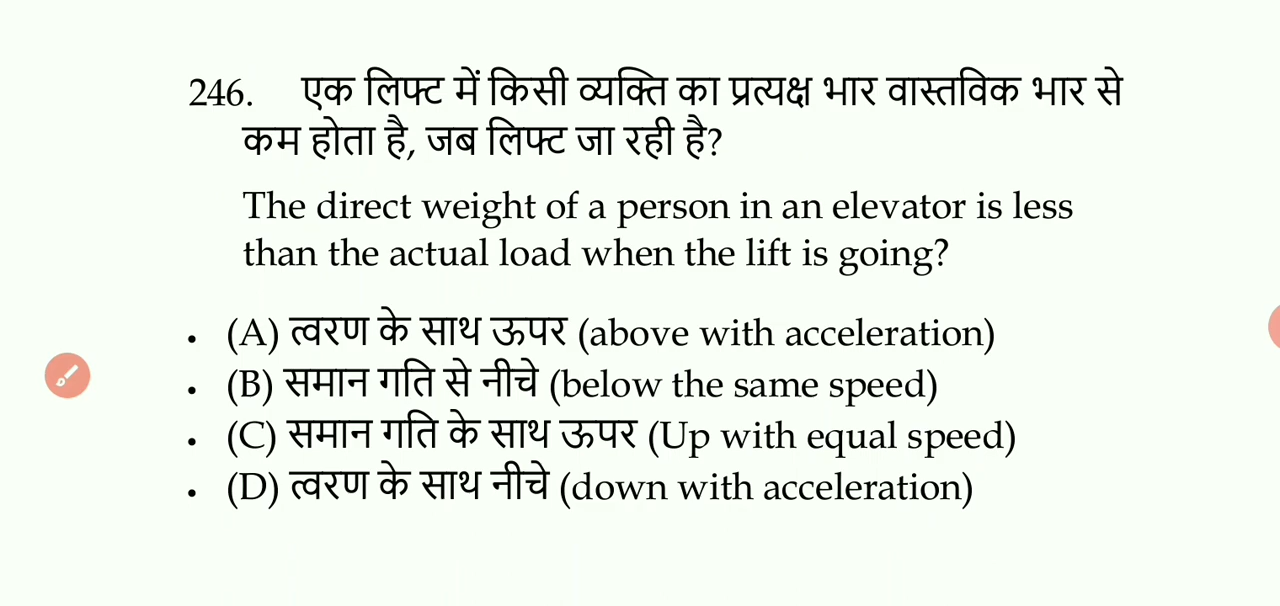 246. एक लिफ्ट में किसी व्यक्ति का प्रत्यक्ष भार वास्तविक भार से
कम होता है, जब लिफ्ट जा रही है?
The direct weight of a person in an elevator is less
than the actual load when the lift is going?
• (A) त्वरण के साथ ऊपर (above with acceleration)
• (B) समान गति से नीचे (below the same speed)
• (C) समान गति के साथ ऊपर (Up with equal speed)
• (D) त्वरण के साथ नीचे (down with acceleration)